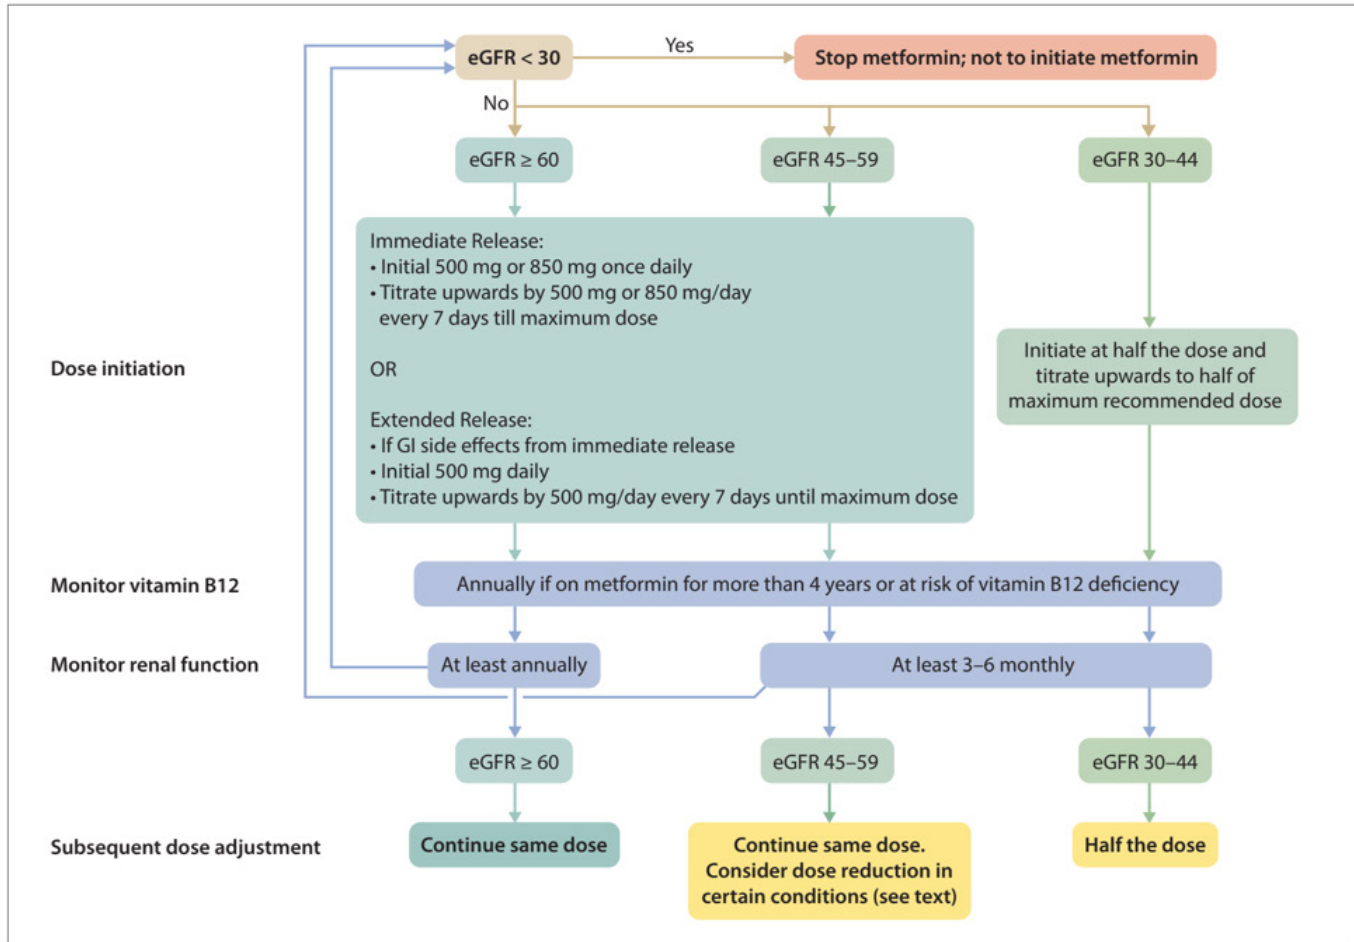 eGFR < 30
Yes
Stop metformin; not to initiate metformin
No
eGFR ≥ 60
eGFR 45–59
eGFR 30–44
Dose initiation
Immediate Release:
• Initial 500 mg or 850 mg once daily
• Titrate upwards by 500 mg or 850 mg/day
every 7 days till maximum dose
OR
Extended Release:
• If GI side effects from immediate release
• Initial 500 mg daily
• Titrate upwards by 500 mg/day every 7 days until maximum dose
Initiate at half the dose and
titrate upwards to half of
maximum recommended dose
Monitor vitamin B12
Annually if on metformin for more than 4 years or at risk of vitamin B12 deficiency
Monitor renal function
At least annually
At least 3–6 monthly
eGFR ≥ 60
eGFR 45–59
eGFR 30–44
Subsequent dose adjustment
Continue same dose
Continue same dose.
Consider dose reduction in
certain conditions (see text)
Half the dose